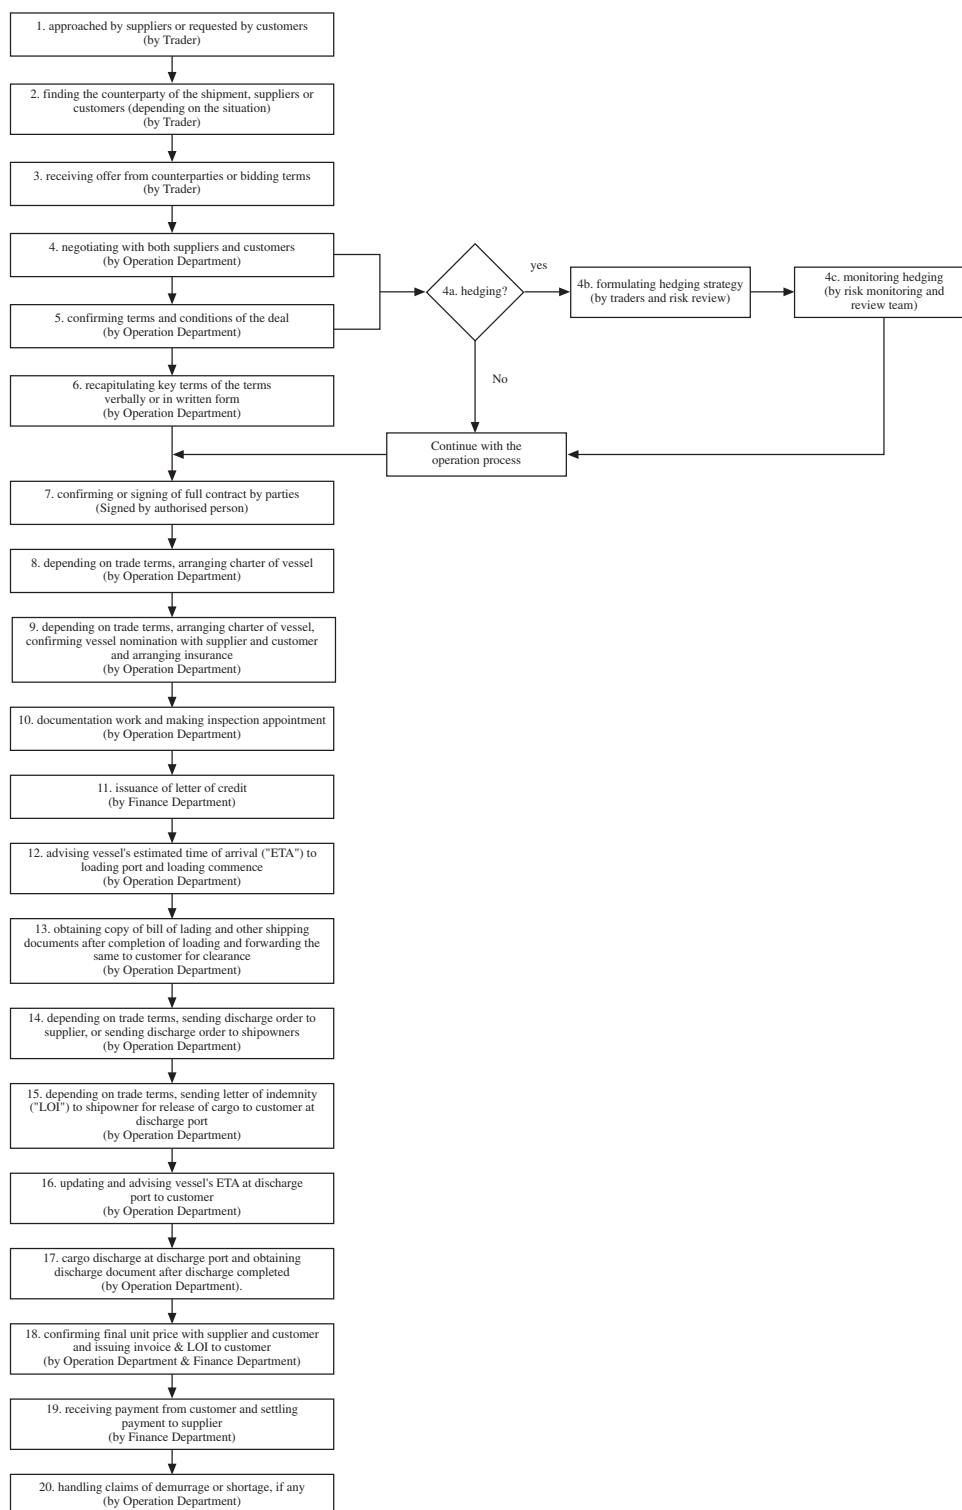 1. approached by suppliers or requested by customers
(by Trader)
2. finding the counterparty of the shipment, suppliers or
customers (depending on the situation)
(by Trader)
3. receiving offer from counterparties or bidding terms
(by Trader)
4. negotiating with both suppliers and customers
(by Operation Department)
4a. hedging?
yes
4b. formulating hedging strategy
(by traders and risk review)
4c. monitoring hedging
(by risk monitoring and
review team)
5. confirming terms and conditions of the deal
(by Operation Department)
No
6. recapitulating key terms of the terms
verbally or in written form
(by Operation Department)
Continue with the
operation process
7. confirming or signing of full contract by parties
(Signed by authorised person)
8. depending on trade terms, arranging charter of vessel
(by Operation Department)
9. depending on trade terms, arranging charter of vessel,
confirming vessel nomination with supplier and customer
and arranging insurance
(by Operation Department)
10. documentation work and making inspection appointment
(by Operation Department)
11. issuance of letter of credit
(by Finance Department)
12. advising vessel's estimated time of arrival ("ETA") to
loading port and loading commence
(by Operation Department)
13. obtaining copy of bill of lading and other shipping
documents after completion of loading and forwarding the
same to customer for clearance
(by Operation Department)
14. depending on trade terms, sending discharge order to
supplier, or sending discharge order to shipowners
(by Operation Department)
15. depending on trade terms, sending letter of indemnity
("LOI") to shipowner for release of cargo to customer at
discharge port
(by Operation Department)
16. updating and advising vessel's ETA at discharge
port to customer
(by Operation Department)
17. cargo discharge at discharge port and obtaining
discharge document after discharge completed
(by Operation Department).
18. confirming final unit price with supplier and customer
and issuing invoice & LOI to customer
(by Operation Department & Finance Department)
19. receiving payment from customer and settling
payment to supplier
(by Finance Department)
20. handling claims of demurrage or shortage, if any
(by Operation Department)